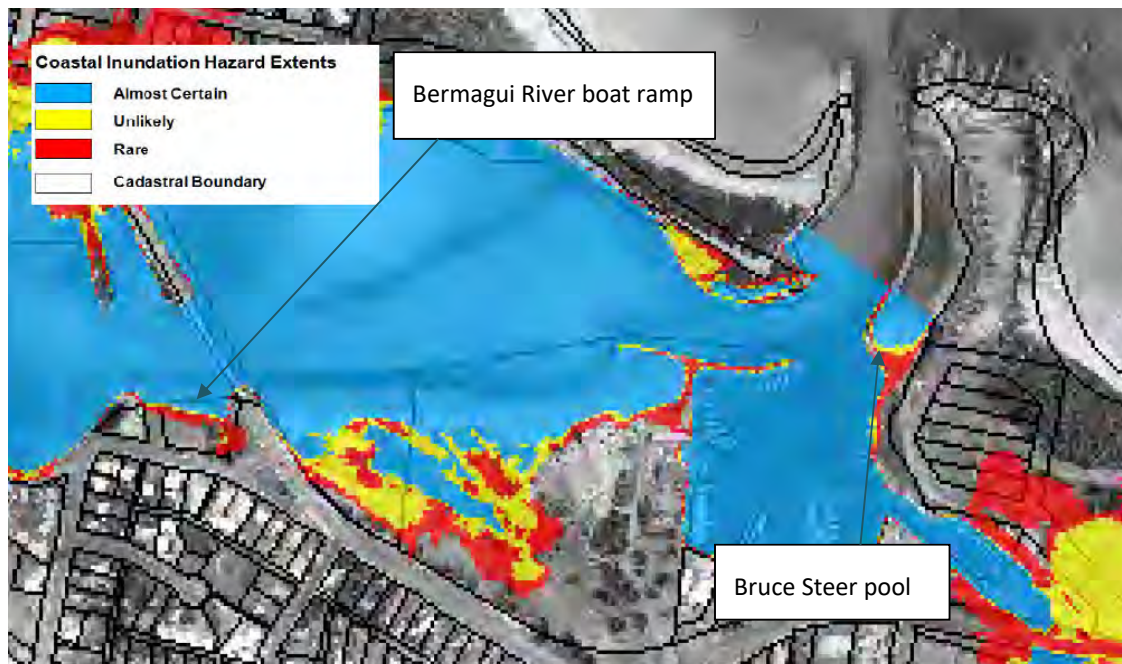 Coastal Inundation Hazard Extents
Almost Certain
Unlikely
Rare
Cadastral Boundary
Bermagui River boat ramp
Bruce Steer pool